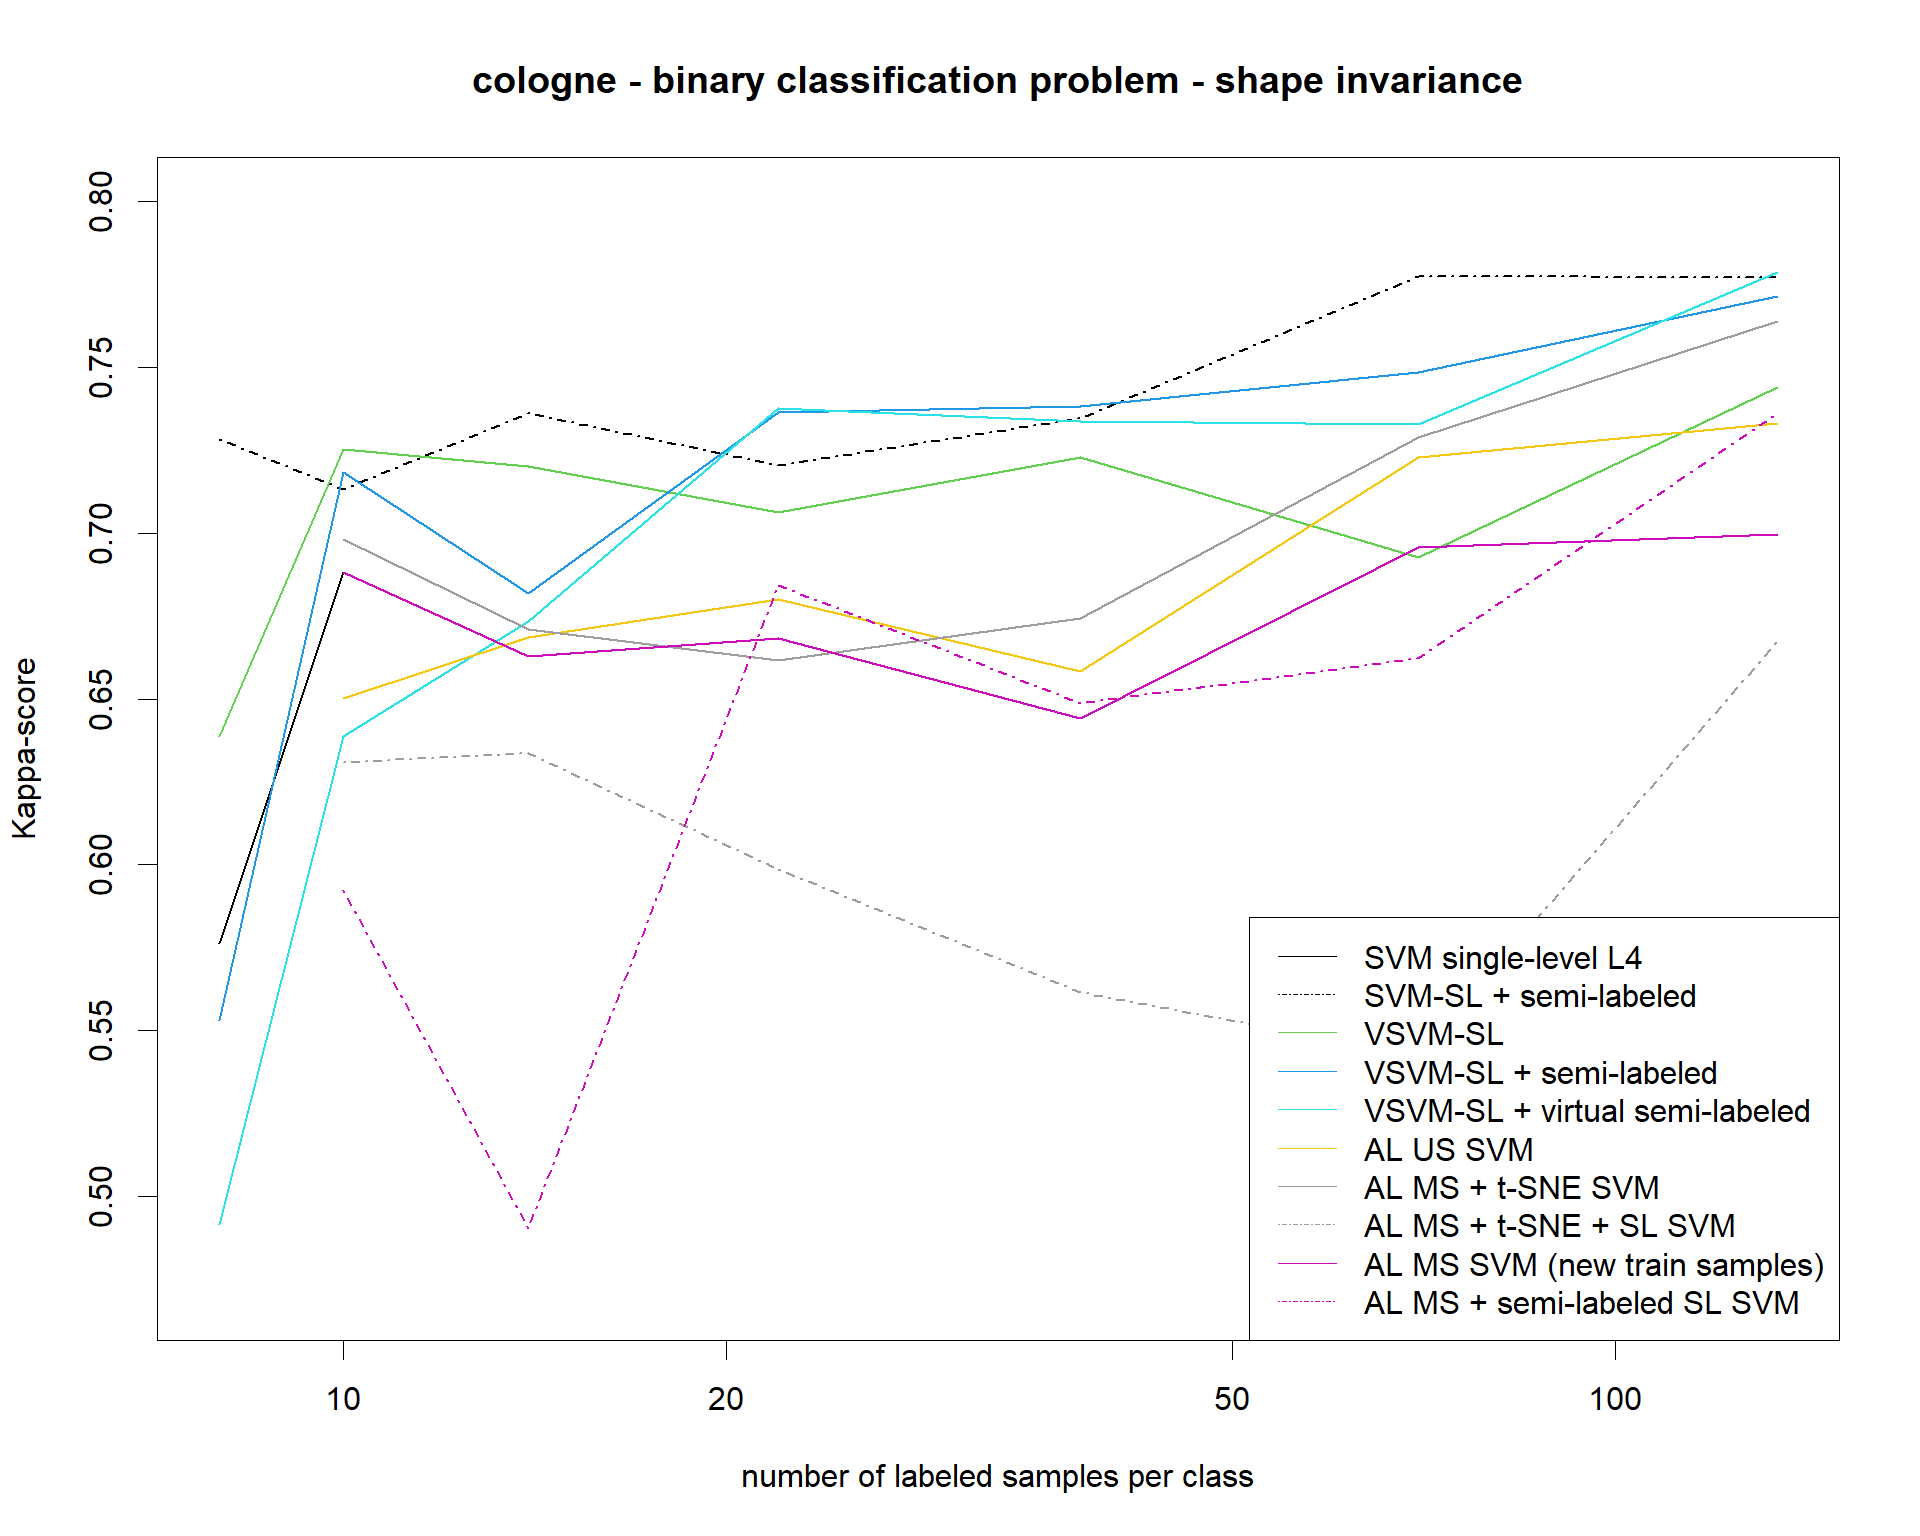 cologne - binary classification problem - shape invariance
0.80
0.75
0.70
0.65
0.60
0.55
0.50
Kappa-score
SVM single-level L4
SVM-SL + semi-labeled
VSVM-SL
VSVM-SL + semi-labeled
VSVM-SL + virtual semi-labeled
AL US SVM
AL MS + t-SNE SVM
AL MS + t-SNE + SL SVM
AL MS SVM (new train samples)
AL MS + semi-labeled SL SVM
10 20 50 100
number of labeled samples per class